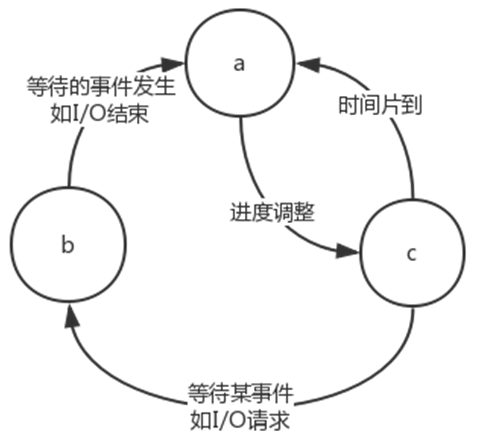 a
等待的事件发生
如I/O结束
时间片到
进度调整
b
c
等待某事件
如I/O请求